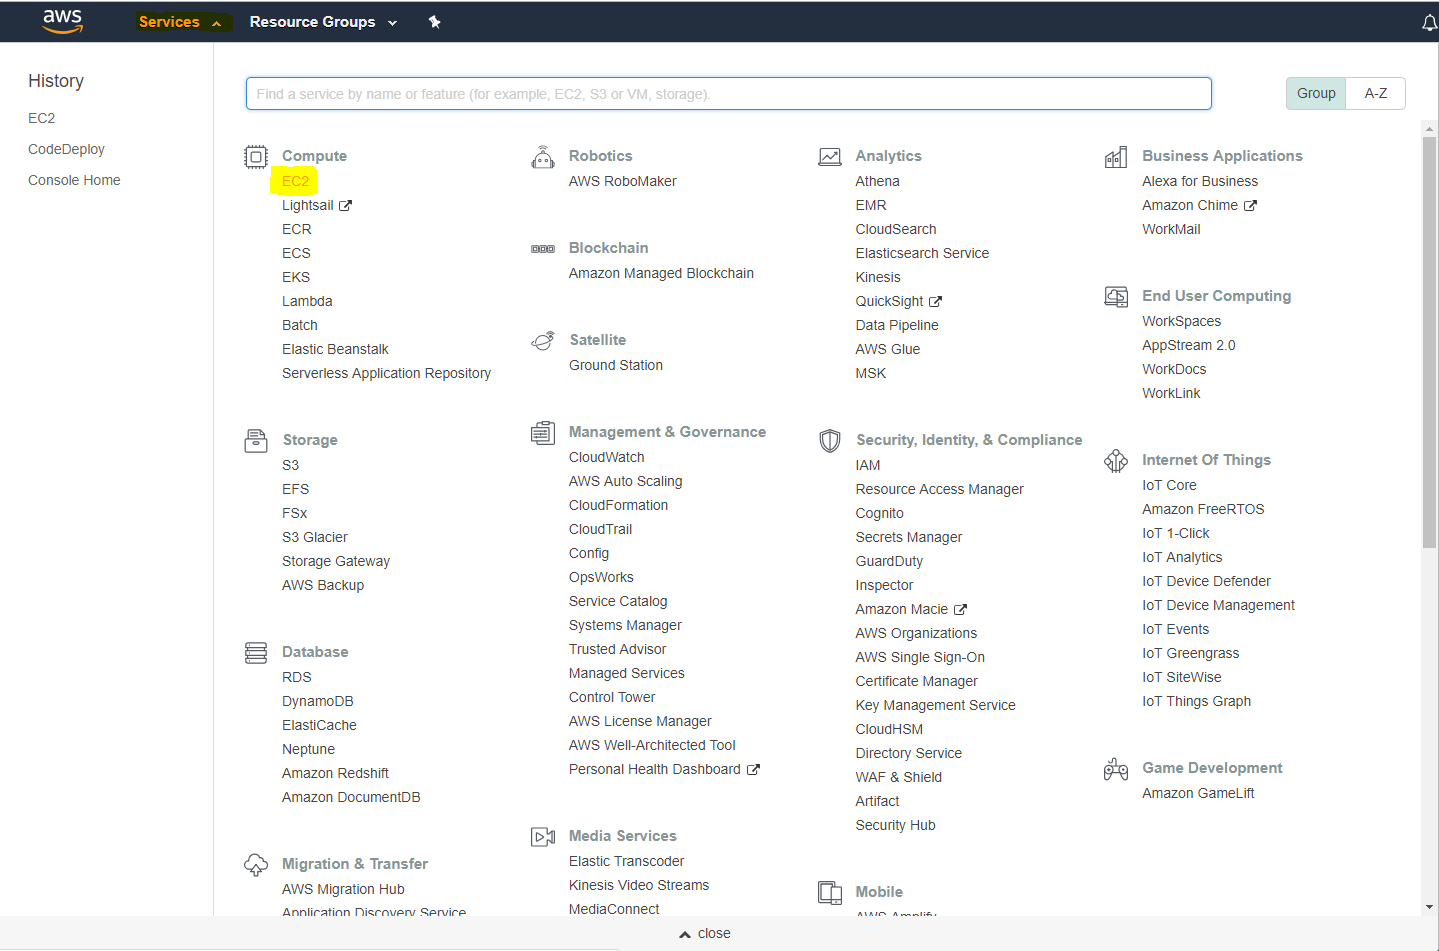 aws
Services
Resource Groups
History
EC2
CodeDeploy
Console Home
Find a service by name or feature (for example, EC2, S3 or VM, storage).
Group
A-Z
Compute
EC2
Lightsail
ECR
ECS
EKS
Lambda
Batch
Elastic Beanstalk
Serverless Application Repository
Storage
S3
EFS
FSx
S3 Glacier
Storage Gateway
AWS Backup
Database
RDS
DynamoDB
ElastiCache
Neptune
Amazon Redshift
Amazon DocumentDB
Migration & Transfer
AWS Migration Hub
Application Discovery Service
Robotics
AWS RoboMaker
Blockchain
Amazon Managed Blockchain
Satellite
Ground Station
Management & Governance
CloudWatch
AWS Auto Scaling
CloudFormation
CloudTrail
Config
OpsWorks
Service Catalog
Systems Manager
Trusted Advisor
Managed Services
Control Tower
AWS License Manager
AWS Well-Architected Tool
Personal Health Dashboard
Media Services
Elastic Transcoder
Kinesis Video Streams
MediaConnect
Analytics
Athena
EMR
CloudSearch
Elasticsearch Service
Kinesis
QuickSight
Data Pipeline
AWS Glue
MSK
Security, Identity, & Compliance
IAM
Resource Access Manager
Cognito
Secrets Manager
GuardDuty
Inspector
Amazon Macie
AWS Organizations
AWS Single Sign-On
Certificate Manager
Key Management Service
CloudHSM
Directory Service
WAF & Shield
Artifact
Security Hub
Mobile
AWS Amplify
Business Applications
Alexa for Business
Amazon Chime
WorkMail
End User Computing
WorkSpaces
AppStream 2.0
WorkDocs
WorkLink
Internet Of Things
IoT Core
Amazon FreeRTOS
IoT 1-Click
IoT Analytics
IoT Device Defender
IoT Device Management
IoT Events
IoT Greengrass
IoT SiteWise
IoT Things Graph
Game Development
Amazon GameLift
close